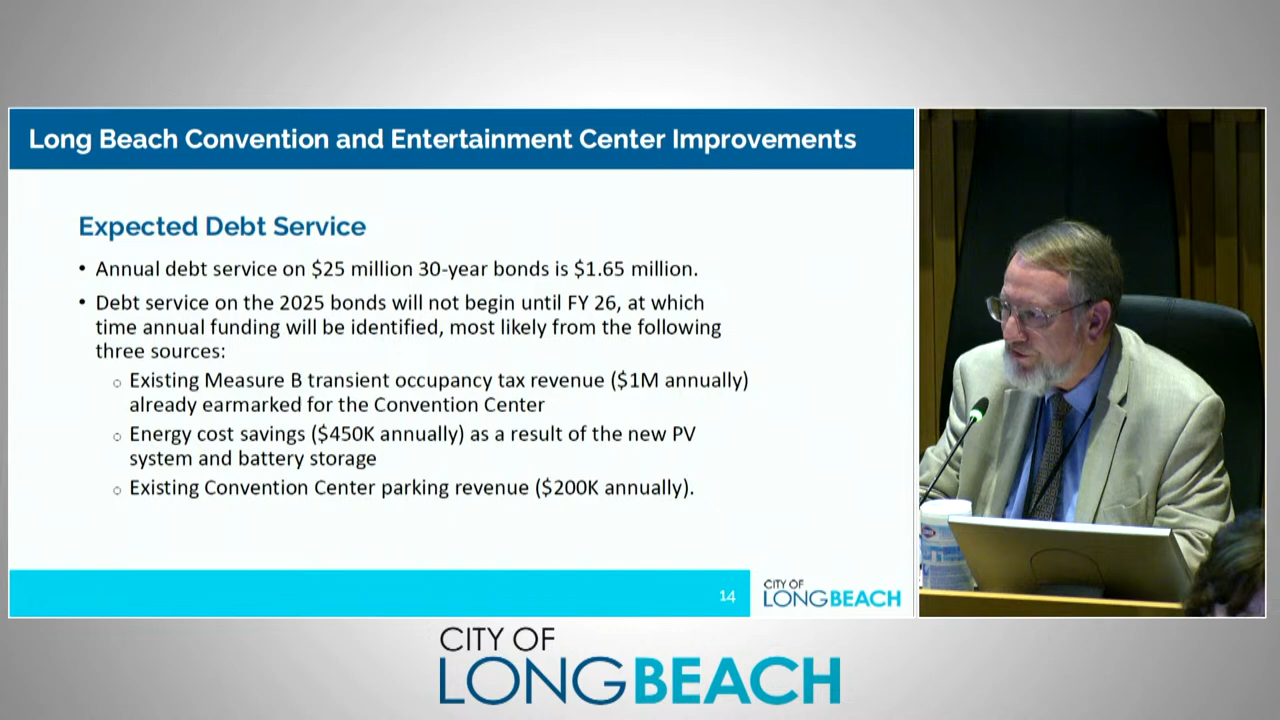 Long Beach Convention and Entertainment Center Improvements
Expected Debt Service
• Annual debt service on $25 million 30-year bonds is $1.65 million.
• Debt service on the 2025 bonds will not begin until FY 26, at which
time annual funding will be identified, most likely from the following
three sources:
○ Existing Measure B transient occupancy tax revenue ($1M annually)
already earmarked for the Convention Center
○ Energy cost savings ($450K annually) as a result of the new PV
system and battery storage
○ Existing Convention Center parking revenue ($200K annually).
14
CITY OF
LONGBEACH
CITY OF
LONGBEACH